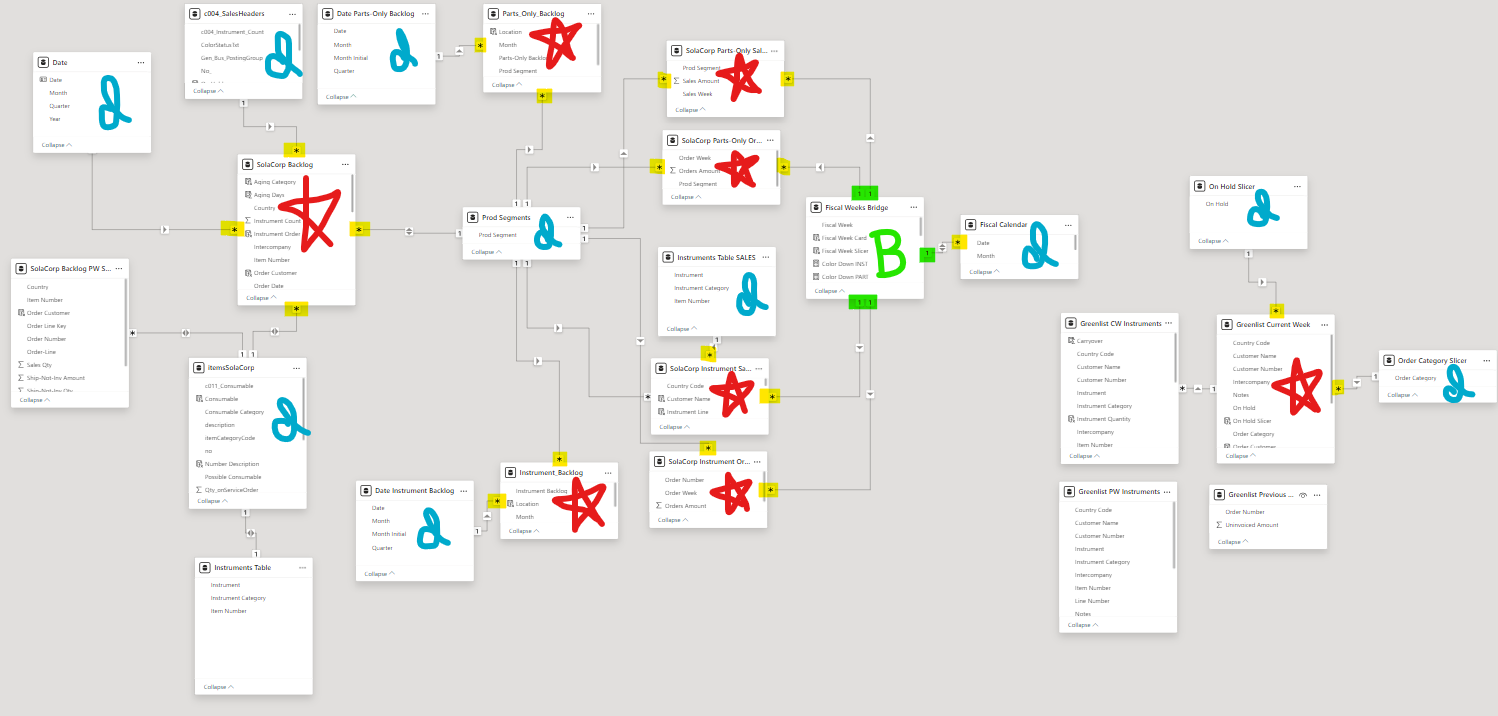 c004_SalesHeaders
c004_Instrument_Count
ColorStatus.txt
Gen_Bus_PostingGroup
No_
Collapse
d
Date Parts-Only Backlog
Date
Month
Month Initial
Quarter
Collapse
d
Parts_Only_Backlog
Location
Month
Parts-Only Backlog
Prod Segment
Collapse
Date
Date
Month
Quarter
Year
Collapse
d
SolaCorp Parts-Only Sal...
Prod Segment
Sales Amount
Sales Week
Collapse
SolaCorp Parts-Only Or...
Order Week
Orders Amount
Prod Segment
Collapse
SolaCorp Backlog
Aging Category
Aging Days
Country
Instrument Count
Instrument Order
Intercompany
Item Number
Order Customer
Order Date
Collapse
Prod Segments
Prod Segment
Collapse
d
Fiscal Weeks Bridge
Fiscal Week
Fiscal Week Card
Fiscal Week Slicer
Color Down INST
Color Down PART
Collapse
B
Fiscal Calendar
Date
Month
Collapse
d
On Hold Slicer
On Hold
Collapse
d
SolaCorp Backlog PW S...
Country
Item Number
Order Customer
Order Line Key
Order Number
Order-Line
Sales Qty
Ship-Not-Inv Amount
Ship-Not-Inv Qty
Collapse
Instruments Table SALES
Instrument
Instrument Category
Item Number
Collapse
d
itemsSolaCorp
c011_Consumable
Consumable
Consumable Category
description
itemCategoryCode
no
Number Description
Possible Consumable
Qty_onServiceOrder
Collapse
d
SolaCorp Instrument Sa...
Country Code
Customer Name
Instrument Line
Collapse
Greenlist CW Instruments
Carryover
Country Code
Customer Name
Customer Number
Instrument
Instrument Category
Instrument Quantity
Intercompany
Item Number
Collapse
Greenlist Current Week
Country Code
Customer Name
Customer Number
Intercompany
Notes
On Hold
On Hold Slicer
Order Category
Order Customer
Collapse
Order Category Slicer
Order Category
Collapse
d
SolaCorp Instrument Or...
Order Number
Order Week
Orders Amount
Collapse
Instrument_Backlog
Instrument Backlog
Location
Month
Collapse
Date Instrument Backlog
Date
Month
Month Initial
Quarter
Collapse
d
Greenlist PW Instruments
Country Code
Customer Name
Customer Number
Instrument
Instrument Category
Intercompany
Item Number
Line Number
Notes
Collapse
Greenlist Previous ...
Order Number
Uninvoiced Amount
Collapse
Instruments Table
Instrument
Instrument Category
Item Number
Collapse